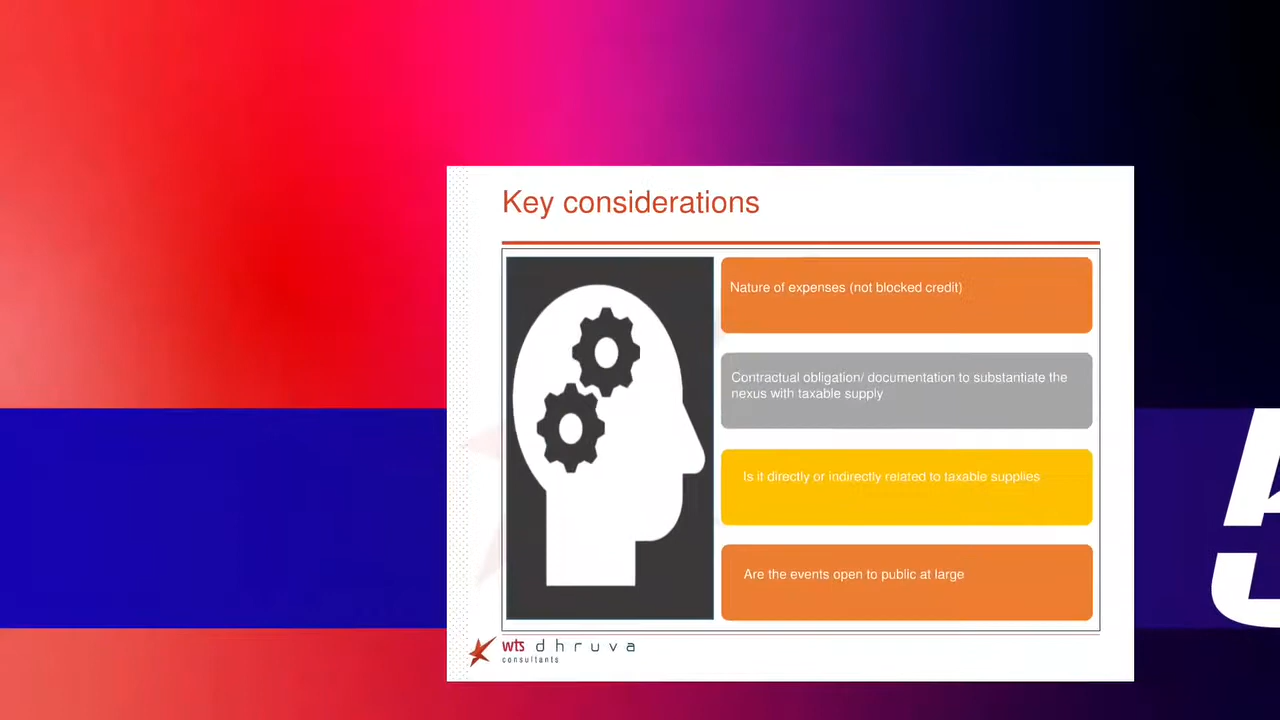 Key considerations
Nature of expenses (not blocked credit)
Contractual obligation/ documentation to substantiate the
nexus with taxable supply
Is it directly or indirectly related to taxable supplies
Are the events open to public at large
wts dhruva
consultants